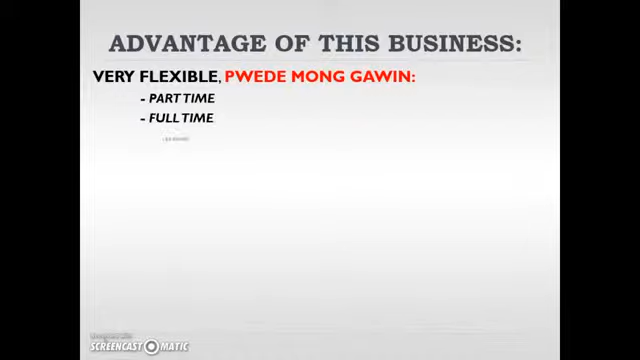 ADVANTAGE OF THIS BUSINESS:
VERY FLEXIBLE, PWEDE MONG GAWIN:
- PART TIME
- FULL TIME
SCREENCAST MATIC